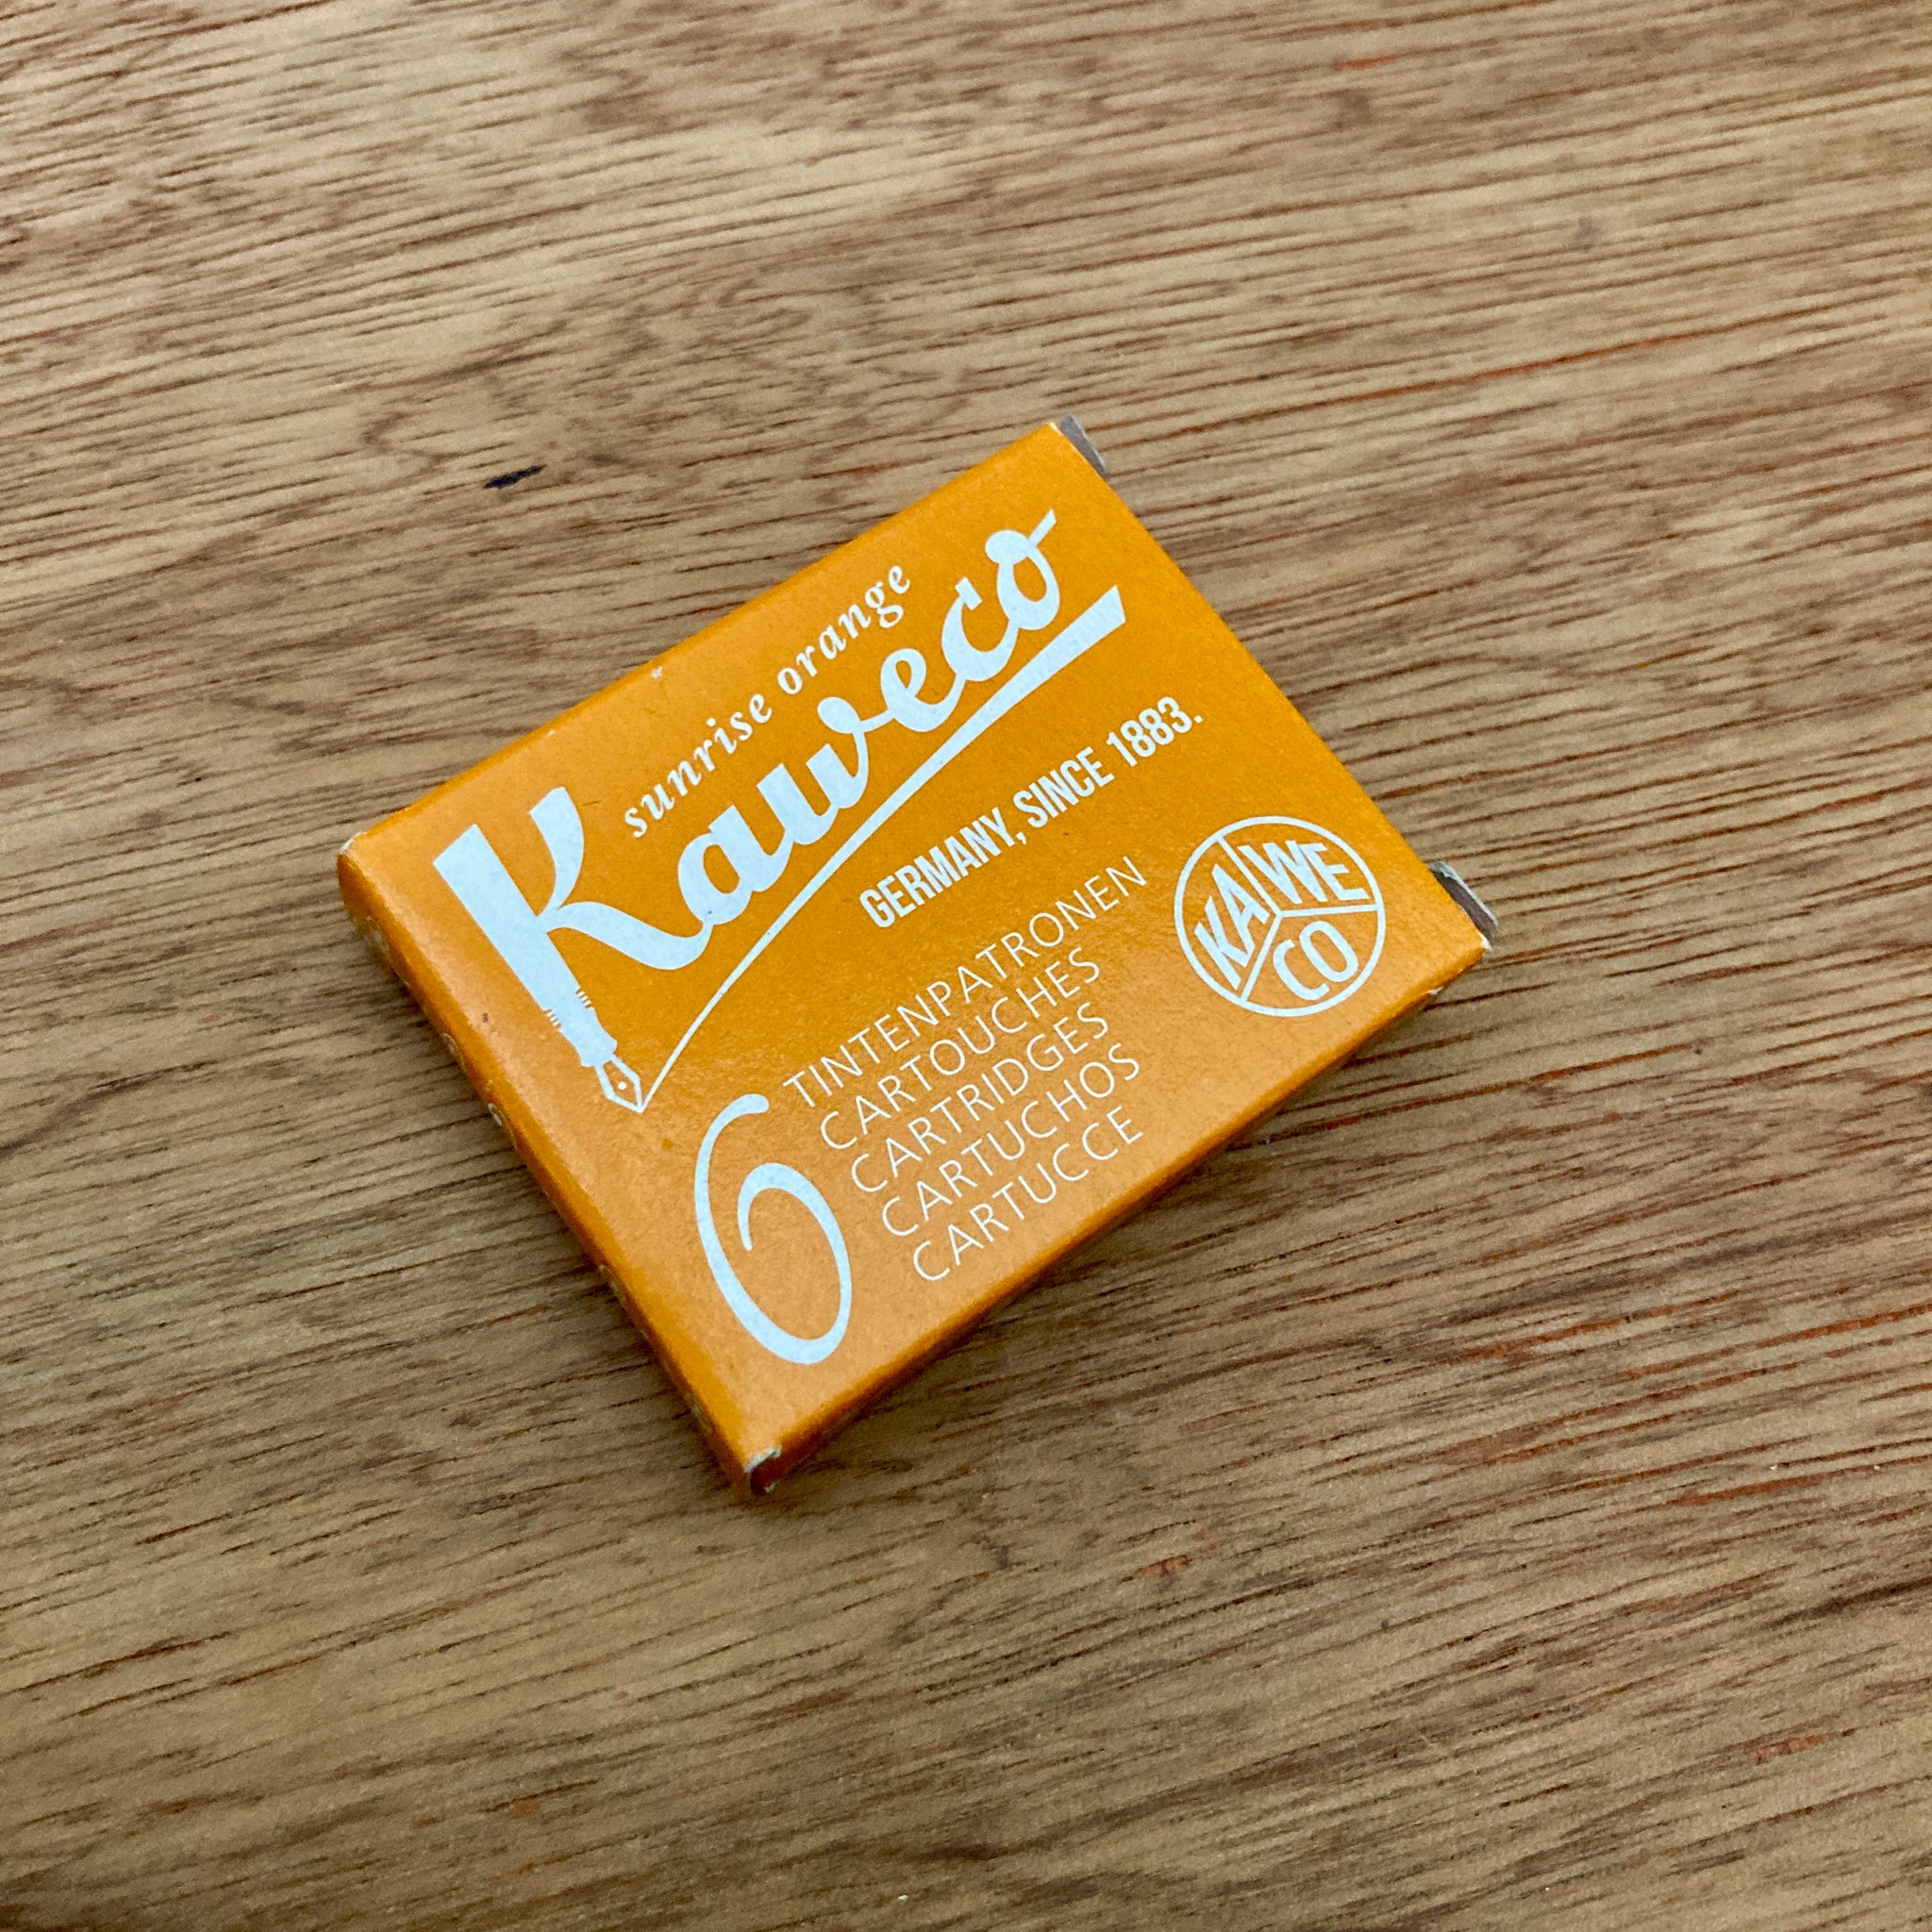 sunrise orange
Kaweco
GERMANY, SINCE 1883.
6
TINTENPATRONEN
CARTOUCHES
CARTRIDGES
CARTUCHOS
CARTUCCE
KA WE
CO